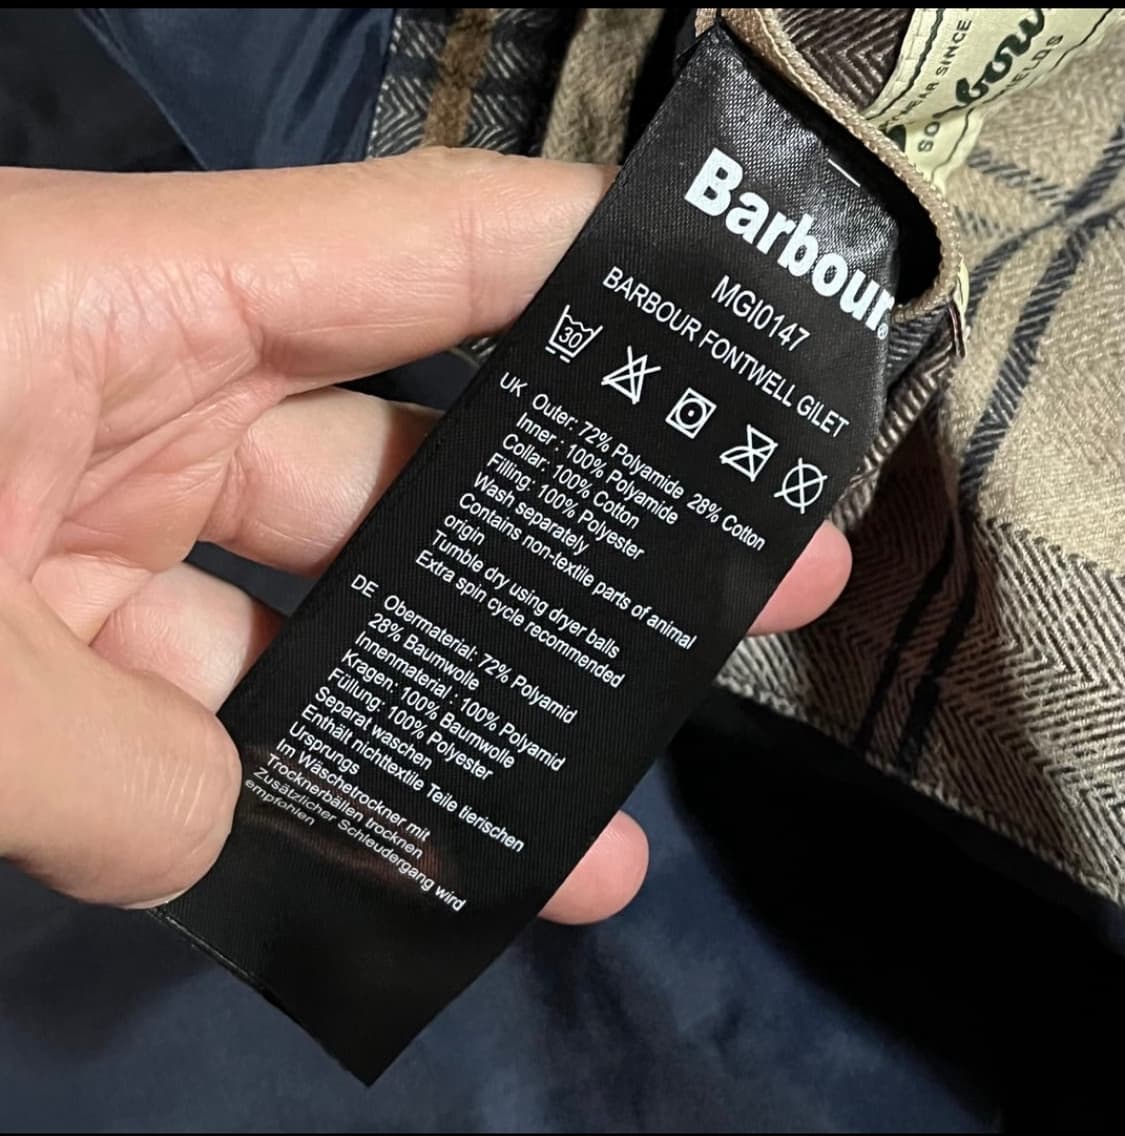 WEAR SINCE
Barbour®
MGI0147
BARBOUR FONTWELL GILET
30
UK Outer: 72% Polyamide 28% Cotton
Inner : 100% Polyamide
Collar: 100% Cotton
Filling: 100% Polyester
Wash separately
Contains non-textile parts of animal
origin
Tumble dry using dryer balls
Extra spin cycle recommended
DE Obermaterial: 72% Polyamid
28% Baumwolle
Innenmaterial : 100% Polyamid
Kragen: 100% Baumwolle
Füllung: 100% Polyester
Separat waschen
Enthält nichttextile Teile tierischen
Ursprungs
Im Wäschetrockner mit
Trocknerbällen trocknen
Zusätzlicher Schleudergang wird
empfohlen